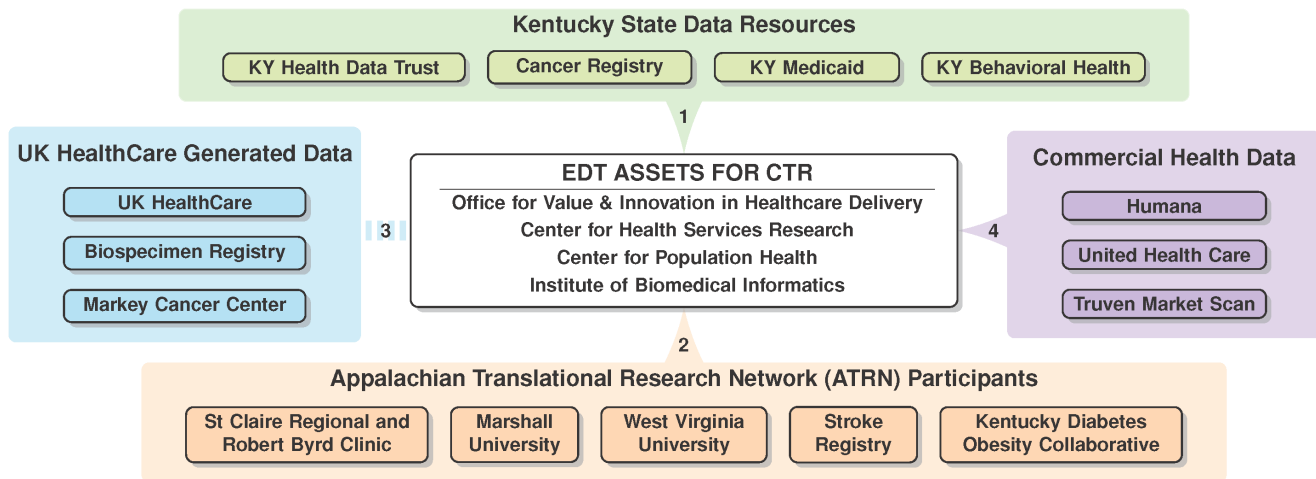 Kentucky State Data Resources
KY Health Data Trust
Cancer Registry
KY Medicaid
KY Behavioral Health
1
UK HealthCare Generated Data
UK HealthCare
Biospecimen Registry
Markey Cancer Center
3
EDT ASSETS FOR CTR
Office for Value & Innovation in Healthcare Delivery
Center for Health Services Research
Center for Population Health
Institute of Biomedical Informatics
4
Commercial Health Data
Humana
United Health Care
Truven Market Scan
2
Appalachian Translational Research Network (ATRN) Participants
St Claire Regional and
Robert Byrd Clinic
Marshall
University
West Virginia
University
Stroke
Registry
Kentucky Diabetes
Obesity Collaborative